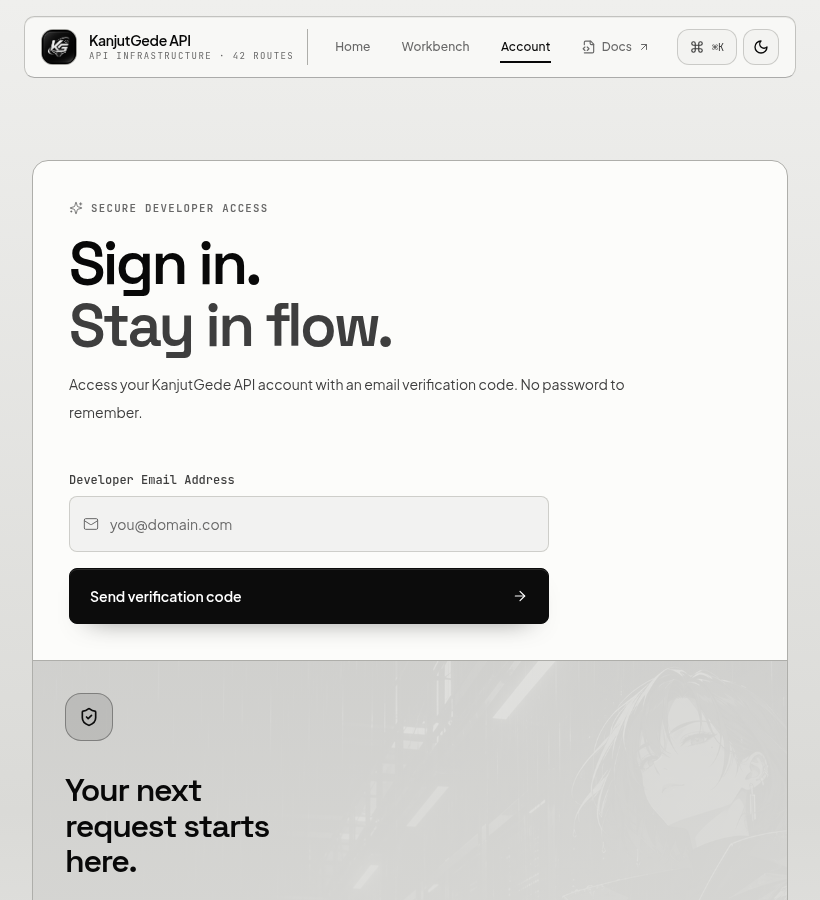 KG
KanjutGede API
API INFRASTRUCTURE · 42 ROUTES
Home
Workbench
Account
Docs
⌘K
SECURE DEVELOPER ACCESS
Sign in.
Stay in flow.
Access your KanjutGede API account with an email verification code. No password to
remember.
Developer Email Address
you@domain.com
Send verification code
Your next
request starts
here.